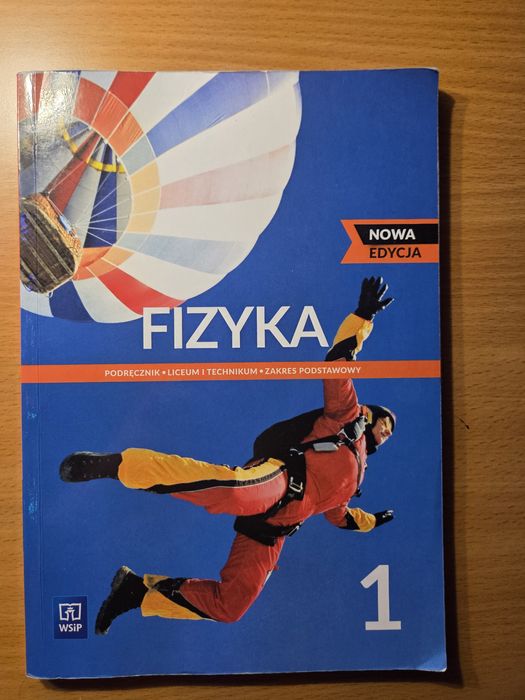 NOWA
EDYCJA
FIZYKA
PODRĘCZNIK • LICEUM I TECHNIKUM • ZAKRES PODSTAWOWY
1
WSiP